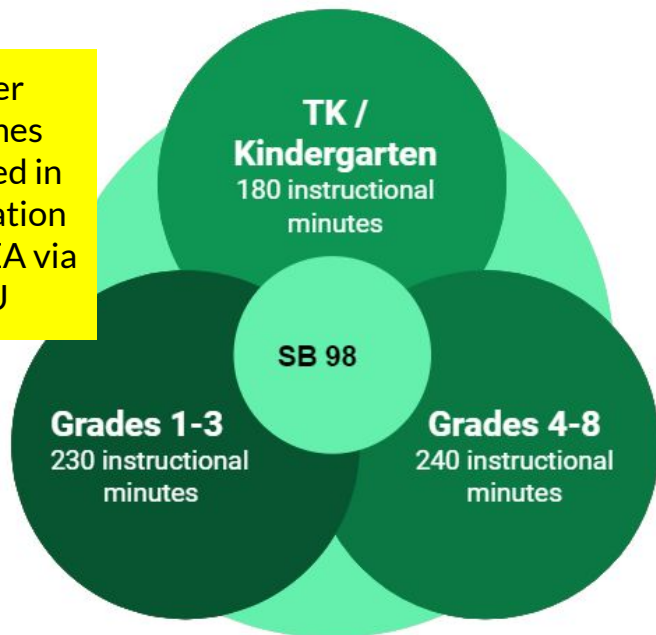 TK /
Kindergarten
180 instructional
minutes
SB 98
Grades 1-3
230 instructional
minutes
Grades 4-8
240 instructional
minutes
via